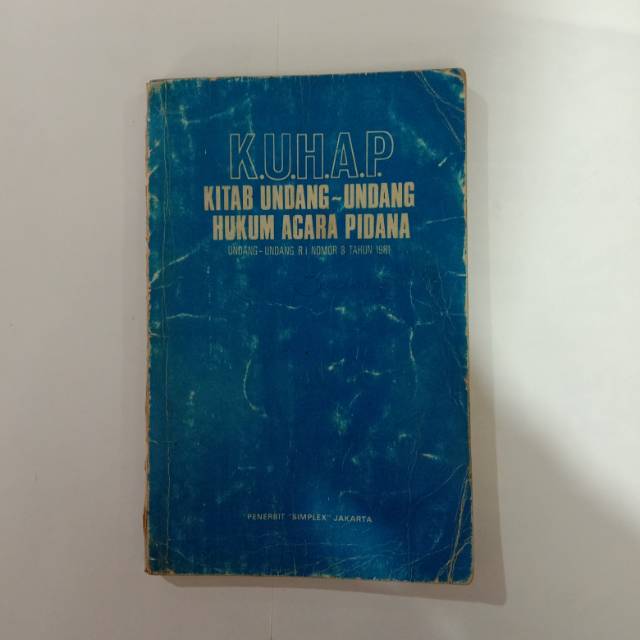 K.U.H.A.P.
KITAB UNDANG-UNDANG
HUKUM ACARA PIDANA
UNDANG-UNDANG R I NOMOR 8 TAHUN 1981
PENERBIT "SIMPLEX" JAKARTA